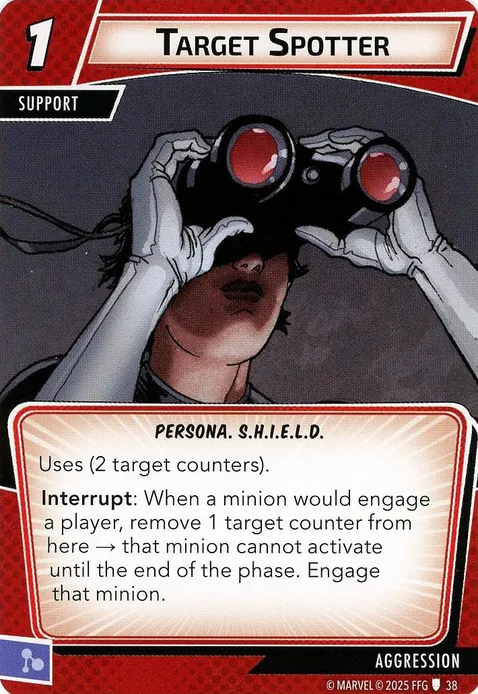 1
TARGET SPOTTER
SUPPORT
PERSONA. S.H.I.E.L.D.
Uses (2 target counters).
Interrupt: When a minion would engage
a player, remove 1 target counter from
here → that minion cannot activate
until the end of the phase. Engage
that minion.
AGGRESSION
© MARVEL © 2025 FFG 38